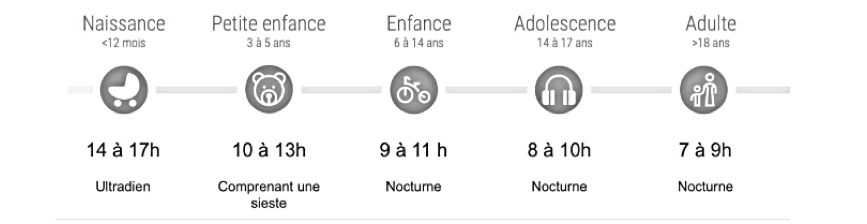 Naissance
<12 mois
Petite enfance
3 à 5 ans
Enfance
6 à 14 ans
Adolescence
14 à 17 ans
Adulte
>18 ans
14 à 17h
10 à 13h
9 à 11 h
8 à 10h
7 à 9h
Ultradien
Comprenant une
sieste
Nocturne
Nocturne
Nocturne